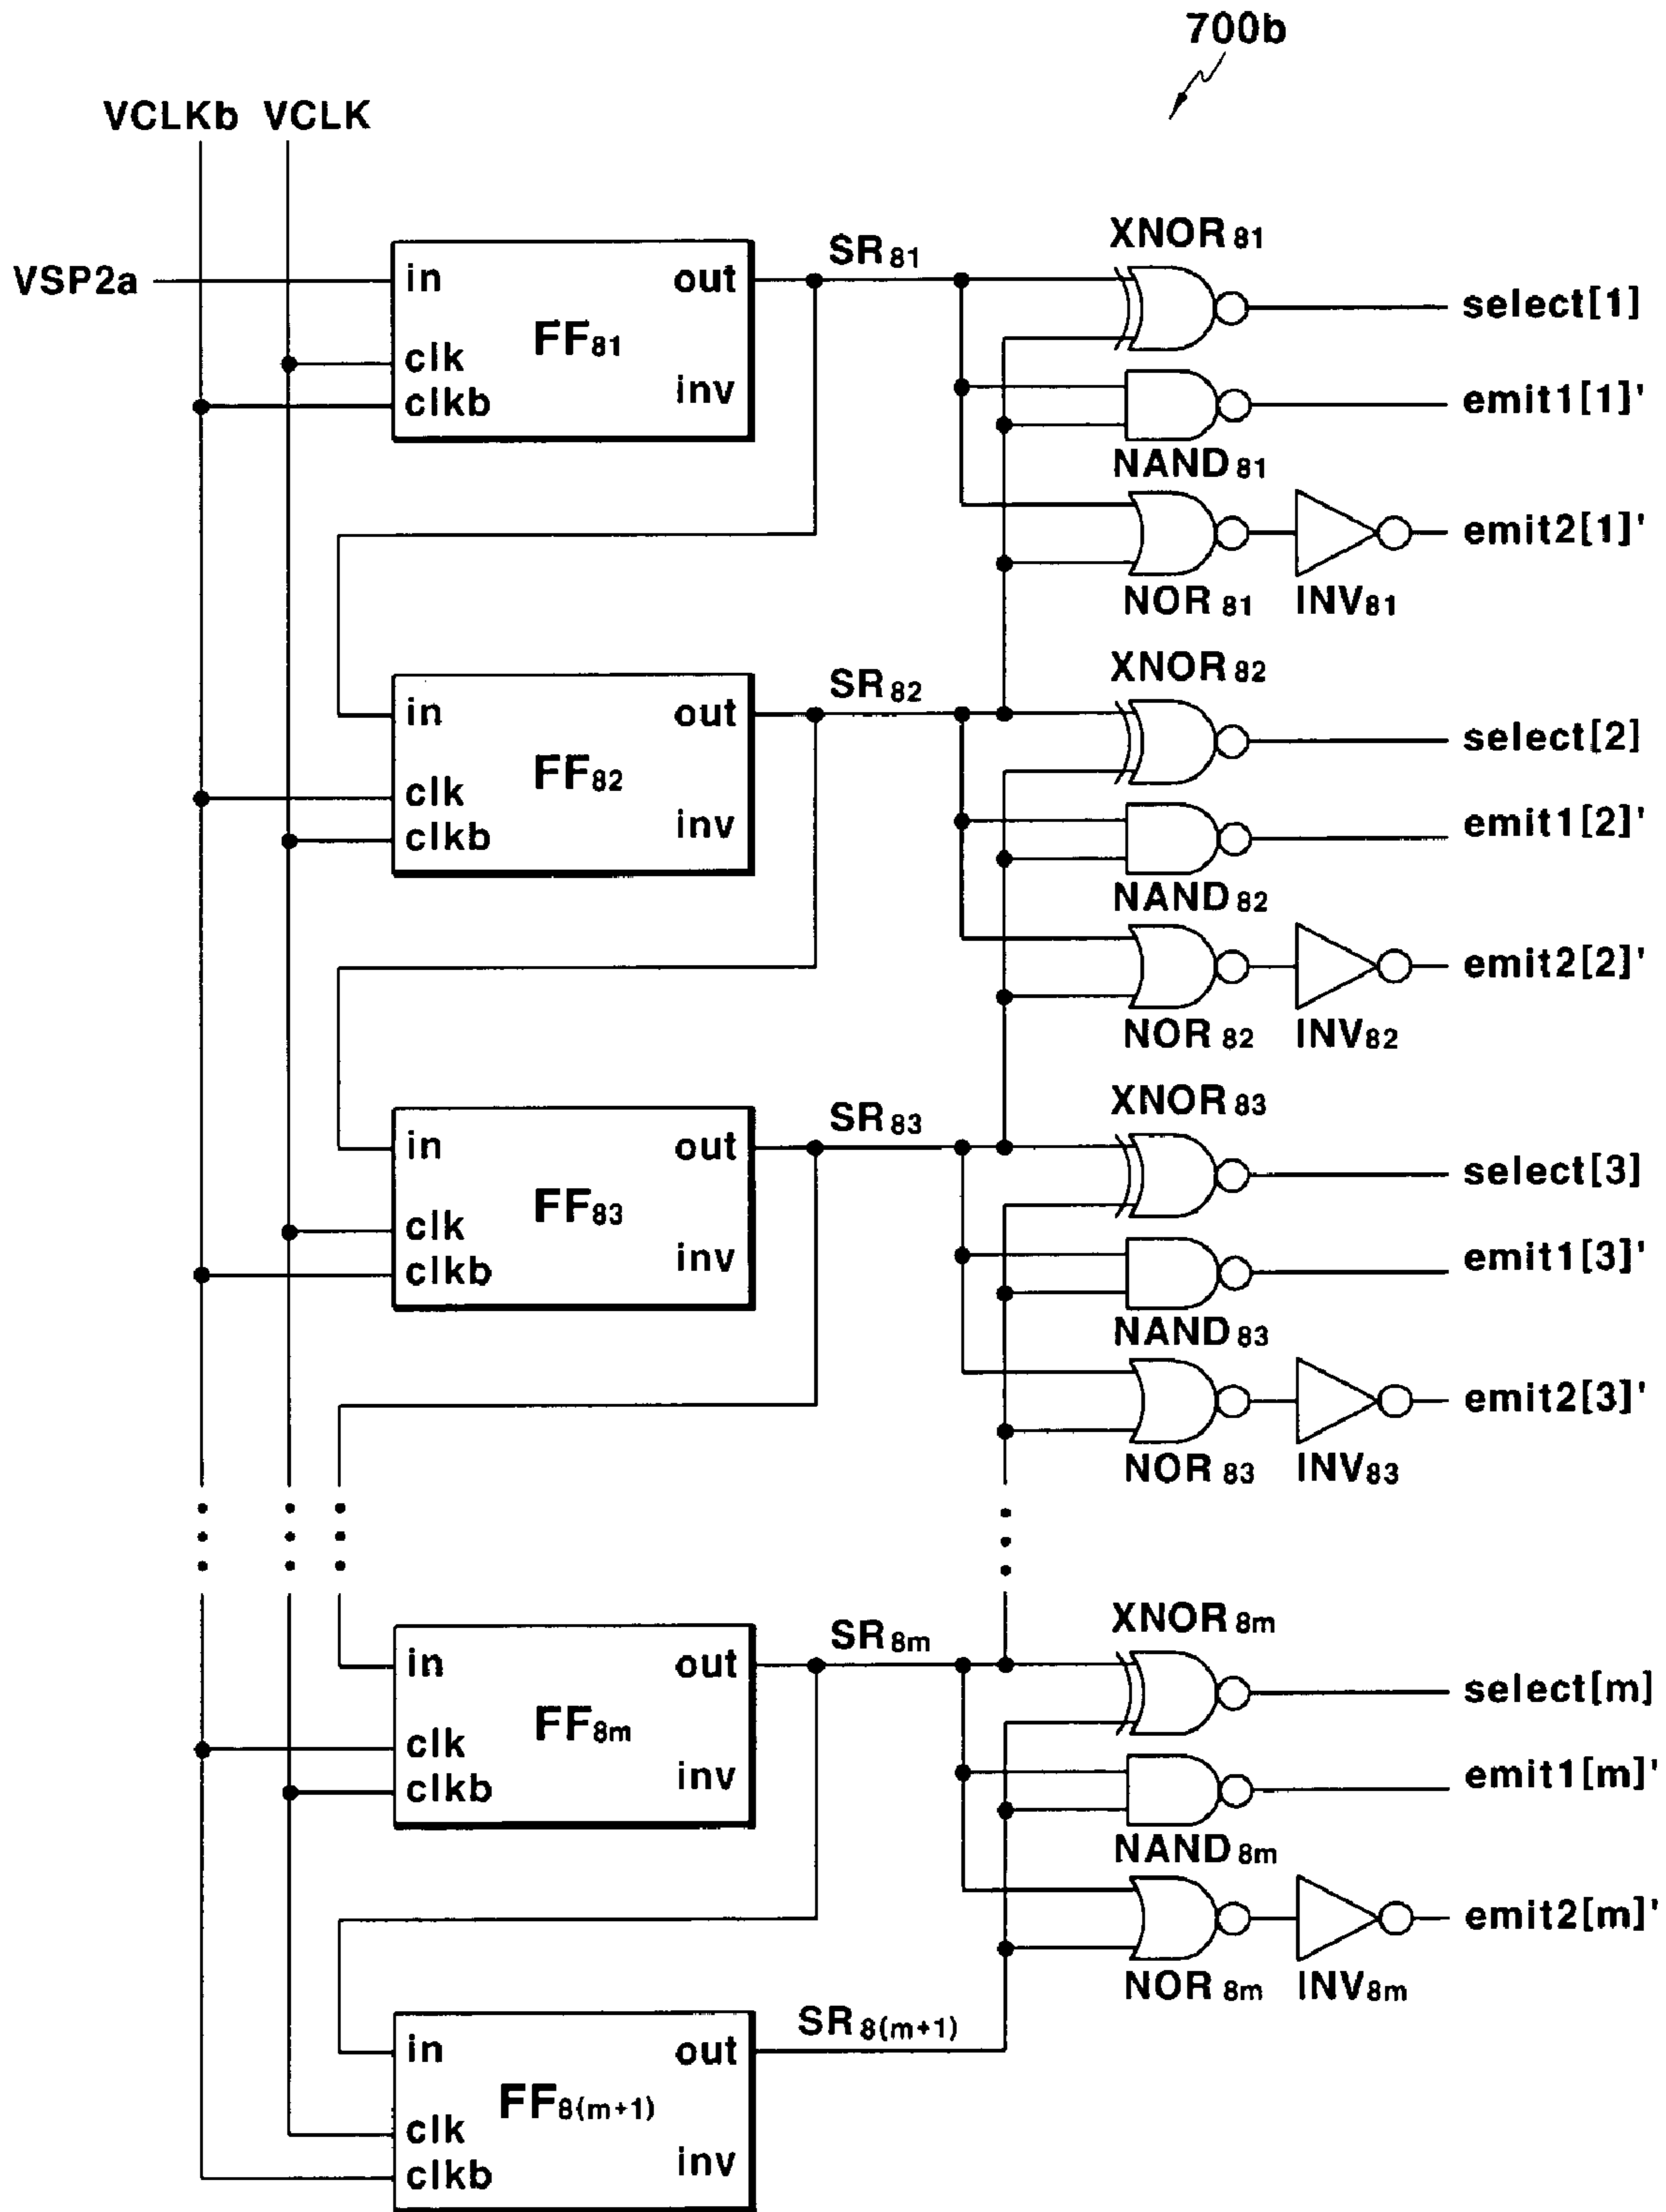 700b
VCLKb VCLK
VSP2a
in out
FF81
clk
clkb inv
SR81
XNOR81
select[1]
emit1[1]'
NAND81
emit2[1]'
NOR81 INV81
in out
FF82
clk
clkb inv
SR82
XNOR82
select[2]
emit1[2]'
NAND82
emit2[2]'
NOR82 INV82
in out
FF83
clk
clkb inv
SR83
XNOR83
select[3]
emit1[3]'
NAND83
emit2[3]'
NOR83 INV83
in out
FF8m
clk
clkb inv
SR8m
XNOR8m
select[m]
emit1[m]'
NAND8m
emit2[m]'
NOR8m INV8m
in out
FF8(m+1)
clk
clkb inv
SR8(m+1)